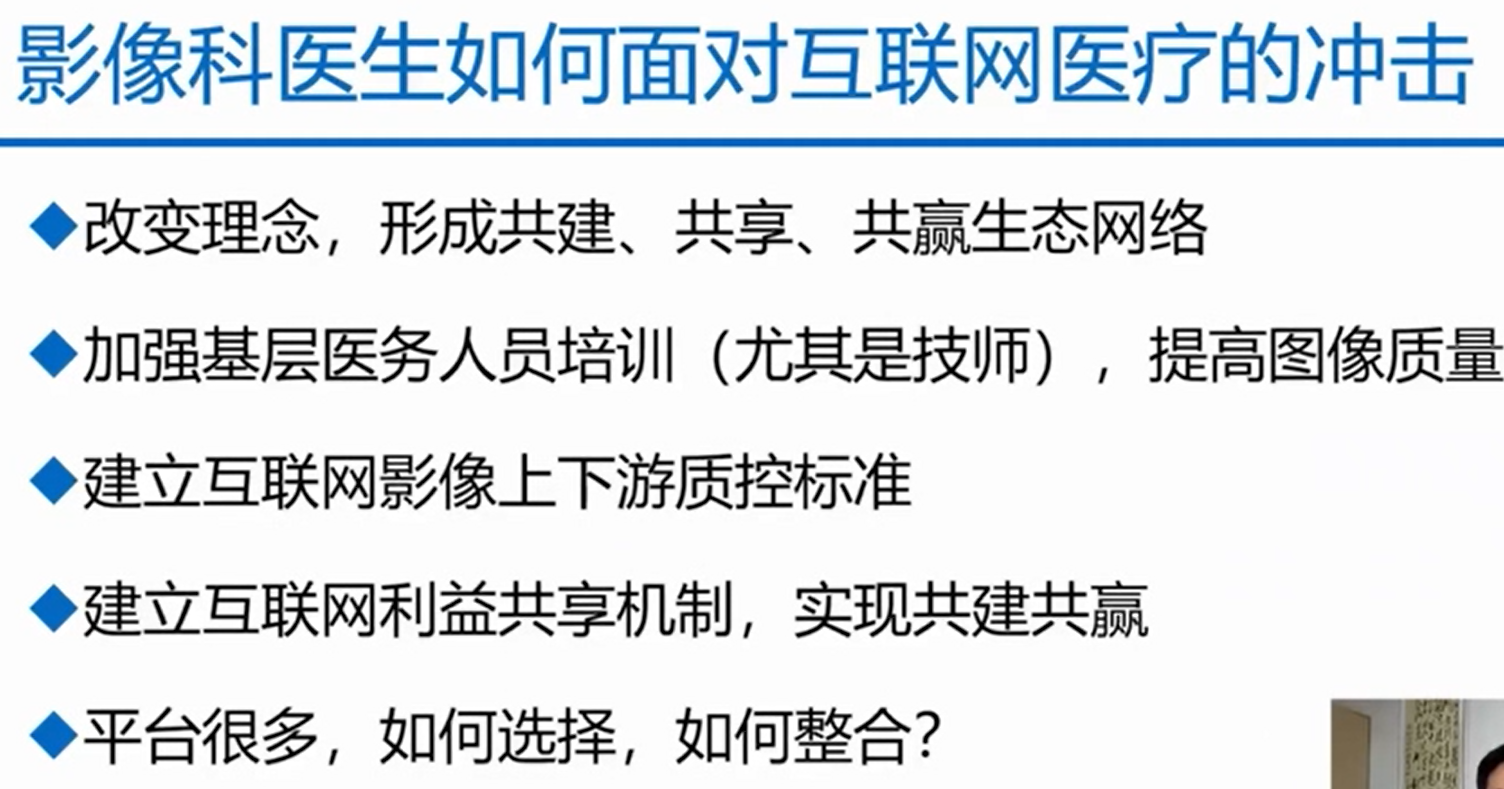 影像科医生如何面对互联网医疗的冲击
◆改变理念，形成共建、共享、共赢生态网络
◆加强基层医务人员培训（尤其是技师），提高图像质量
◆建立互联网影像上下游质控标准
◆建立互联网利益共享机制，实现共建共赢
◆平台很多，如何选择，如何整合？